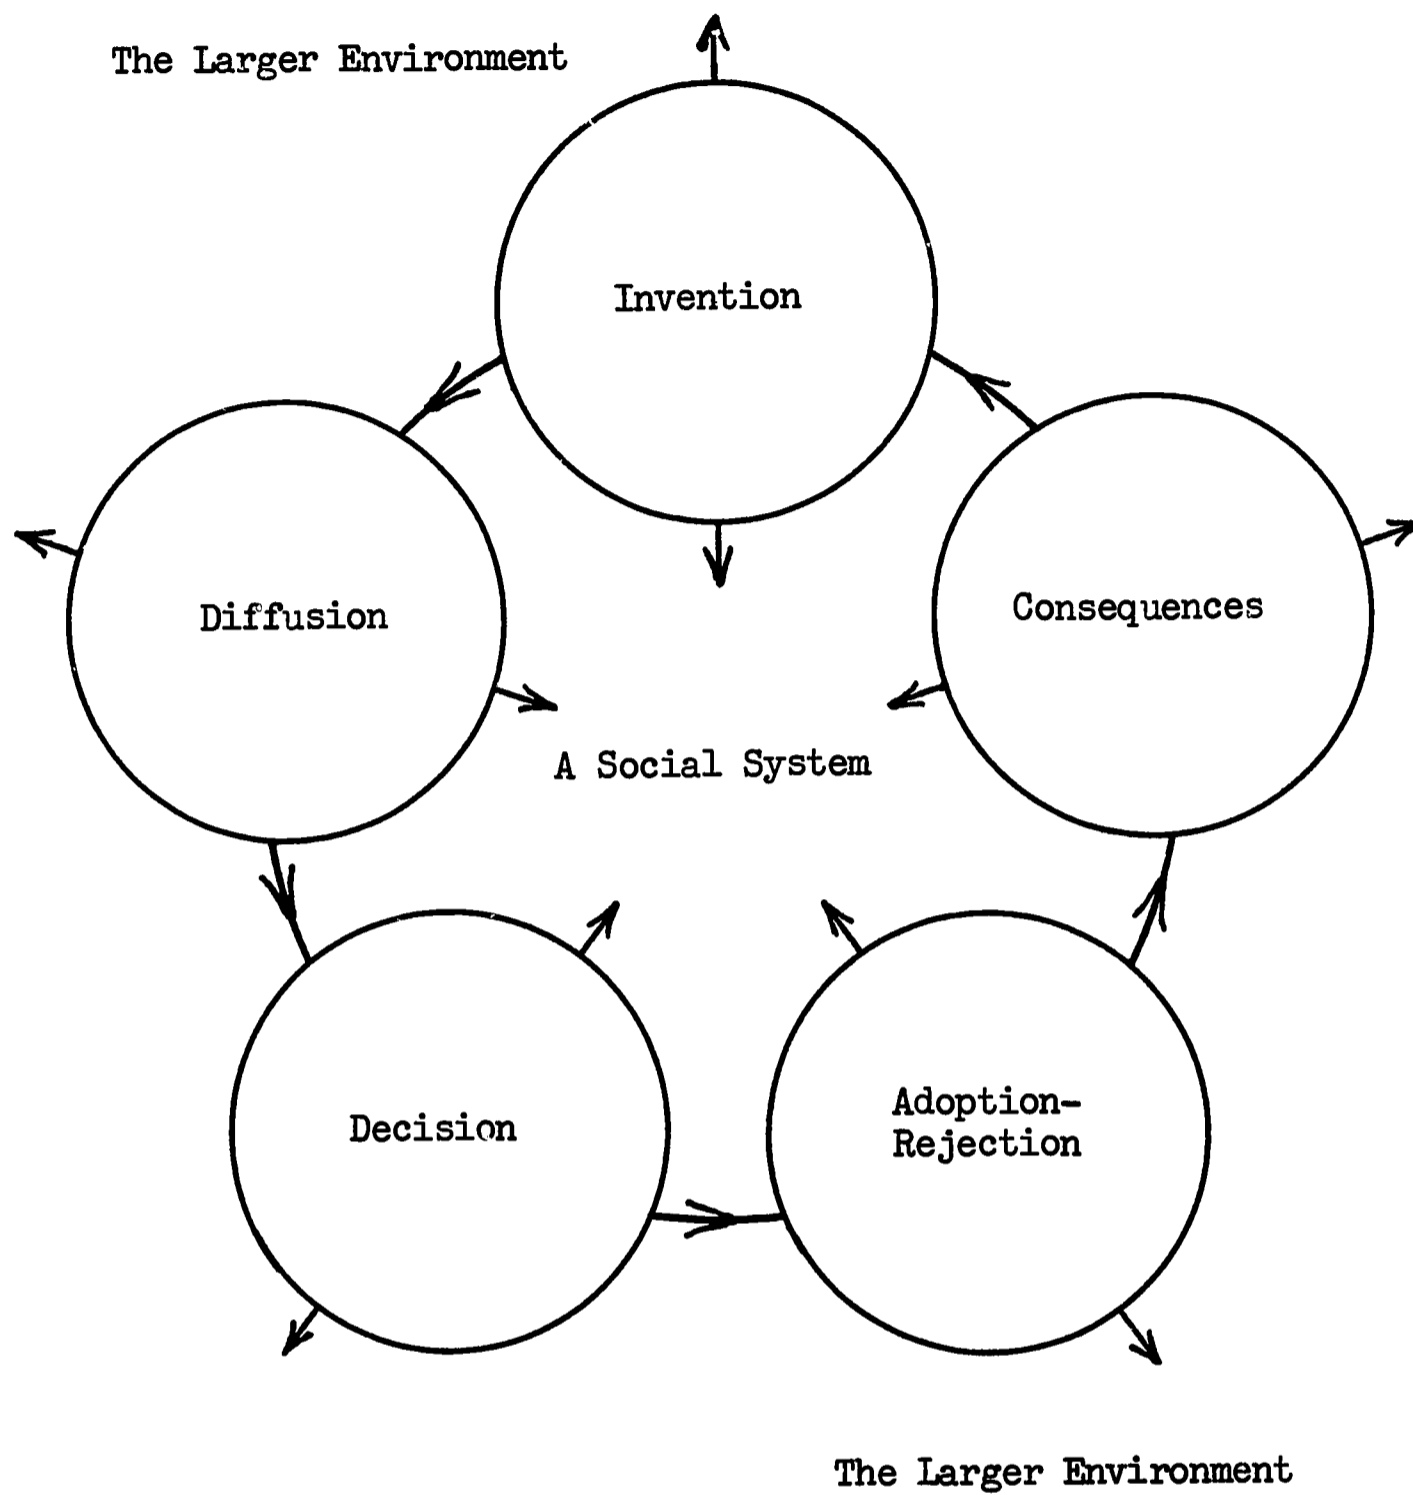 The Larger Environment
Invention
Diffusion
Consequences
A Social System
Decision
Adoption-
Rejection
The Larger Environment